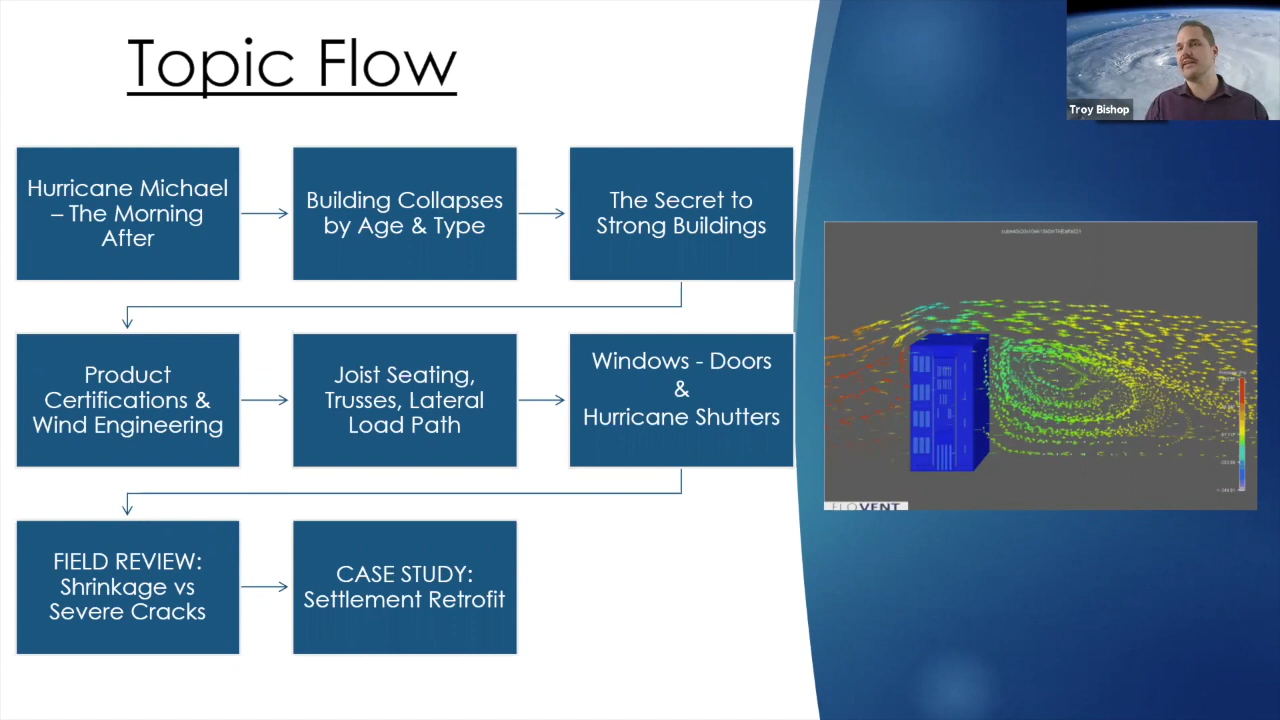 Topic Flow
Troy Bishop
Hurricane Michael
– The Morning
After
Building Collapses
by Age & Type
The Secret to
Strong Buildings
Product
Certifications &
Wind Engineering
Joist Seating,
Trusses, Lateral
Load Path
Windows - Doors
&
Hurricane Shutters
FIELD REVIEW:
Shrinkage vs
Severe Cracks
CASE STUDY:
Settlement Retrofit
FLOVENT